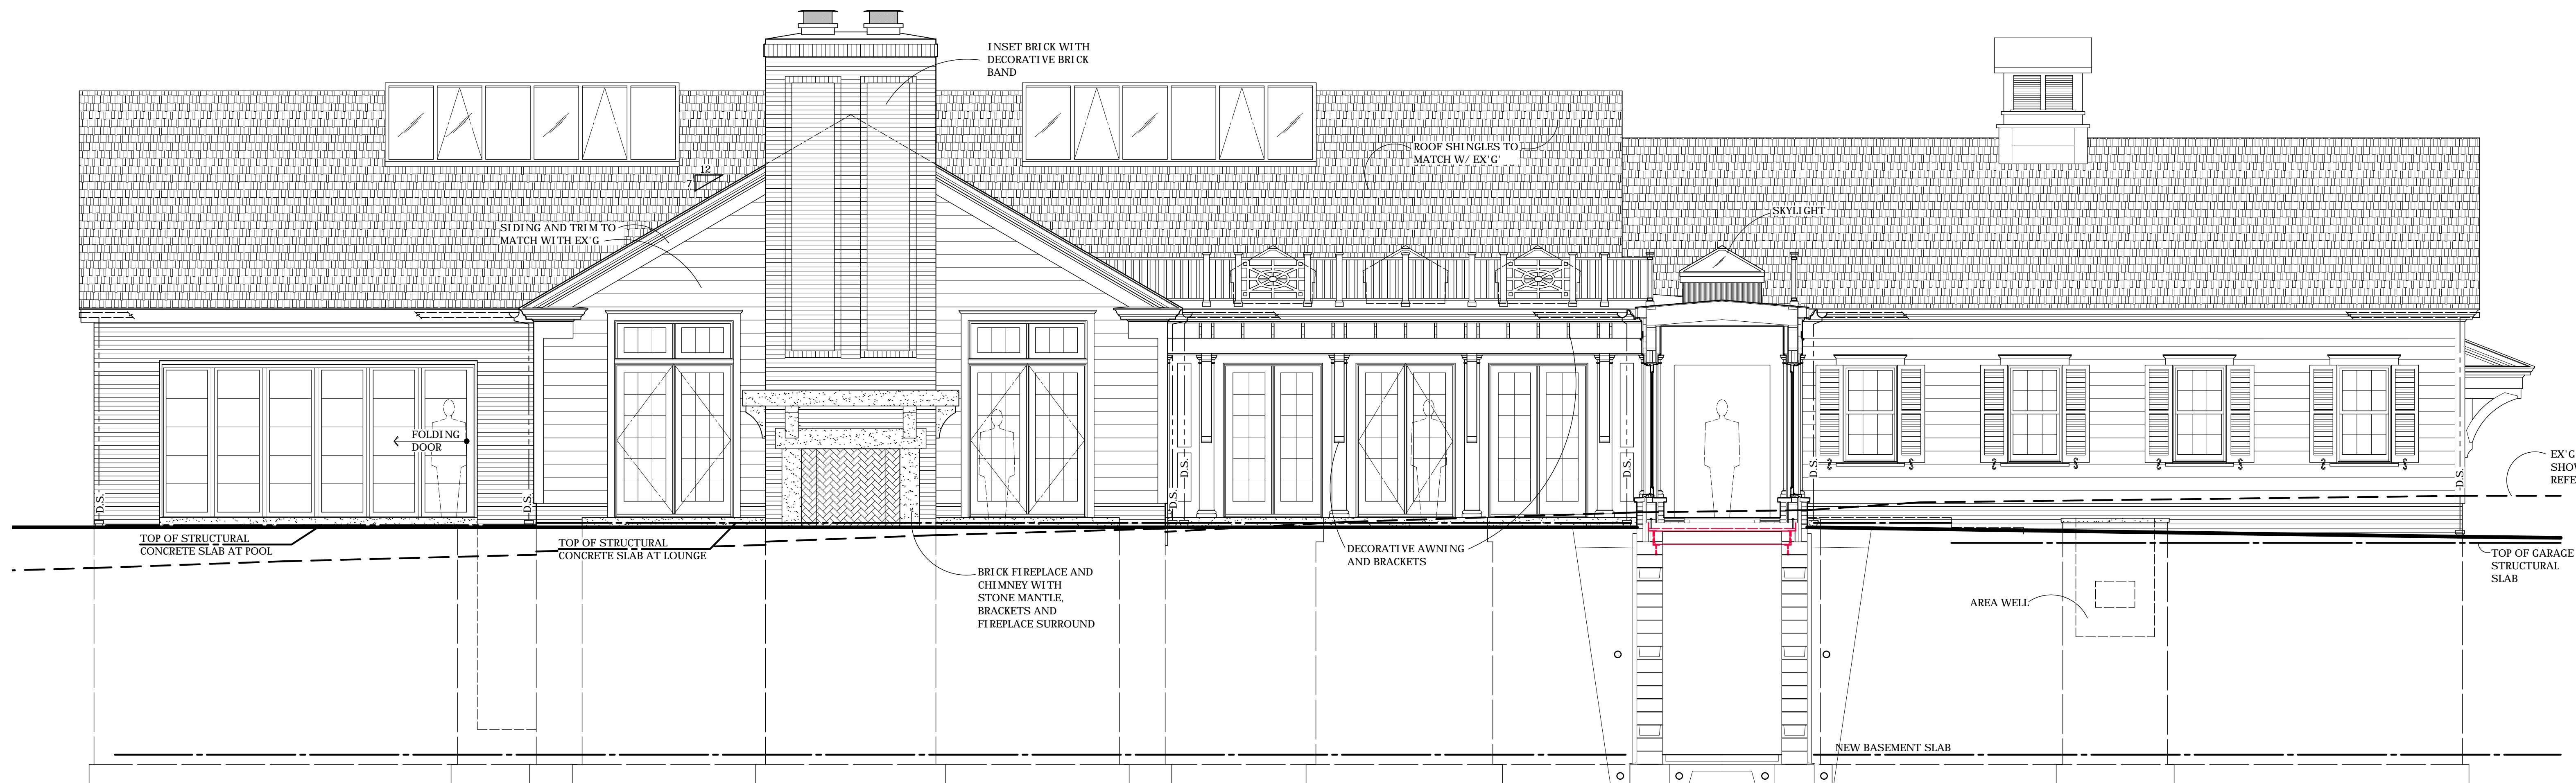 INSET BRICK WITH
DECORATIVE BRICK
BAND
ROOF SHINGLES TO
MATCH W/ EX'G'
12
7
SKYLIGHT
SIDING AND TRIM TO
MATCH WITH EX'G
FOLDING
DOOR
EX'G
SHOW
REFE
D.S.
D.S.
D.S.
D.S.
D.S.
D.S.
D.S.
TOP OF STRUCTURAL
CONCRETE SLAB AT POOL
TOP OF STRUCTURAL
CONCRETE SLAB AT LOUNGE
DECORATIVE AWNING
AND BRACKETS
TOP OF GARAGE
STRUCTURAL
SLAB
BRICK FIREPLACE AND
CHIMNEY WITH
STONE MANTLE,
BRACKETS AND
FIREPLACE SURROUND
AREA WELL
NEW BASEMENT SLAB